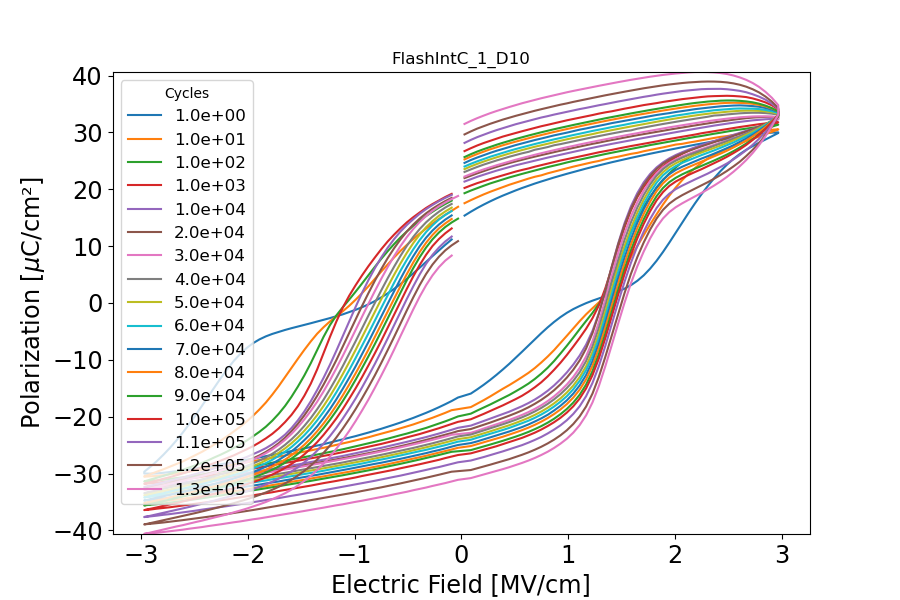 FlashIntC_1_D10
Polarization [μC/cm²]
40
30
20
10
0
−10
−20
−30
−40
Cycles
1.0e+00
1.0e+01
1.0e+02
1.0e+03
1.0e+04
2.0e+04
3.0e+04
4.0e+04
5.0e+04
6.0e+04
7.0e+04
8.0e+04
9.0e+04
1.0e+05
1.1e+05
1.2e+05
1.3e+05
−3 −2 −1 0 1 2 3
Electric Field [MV/cm]